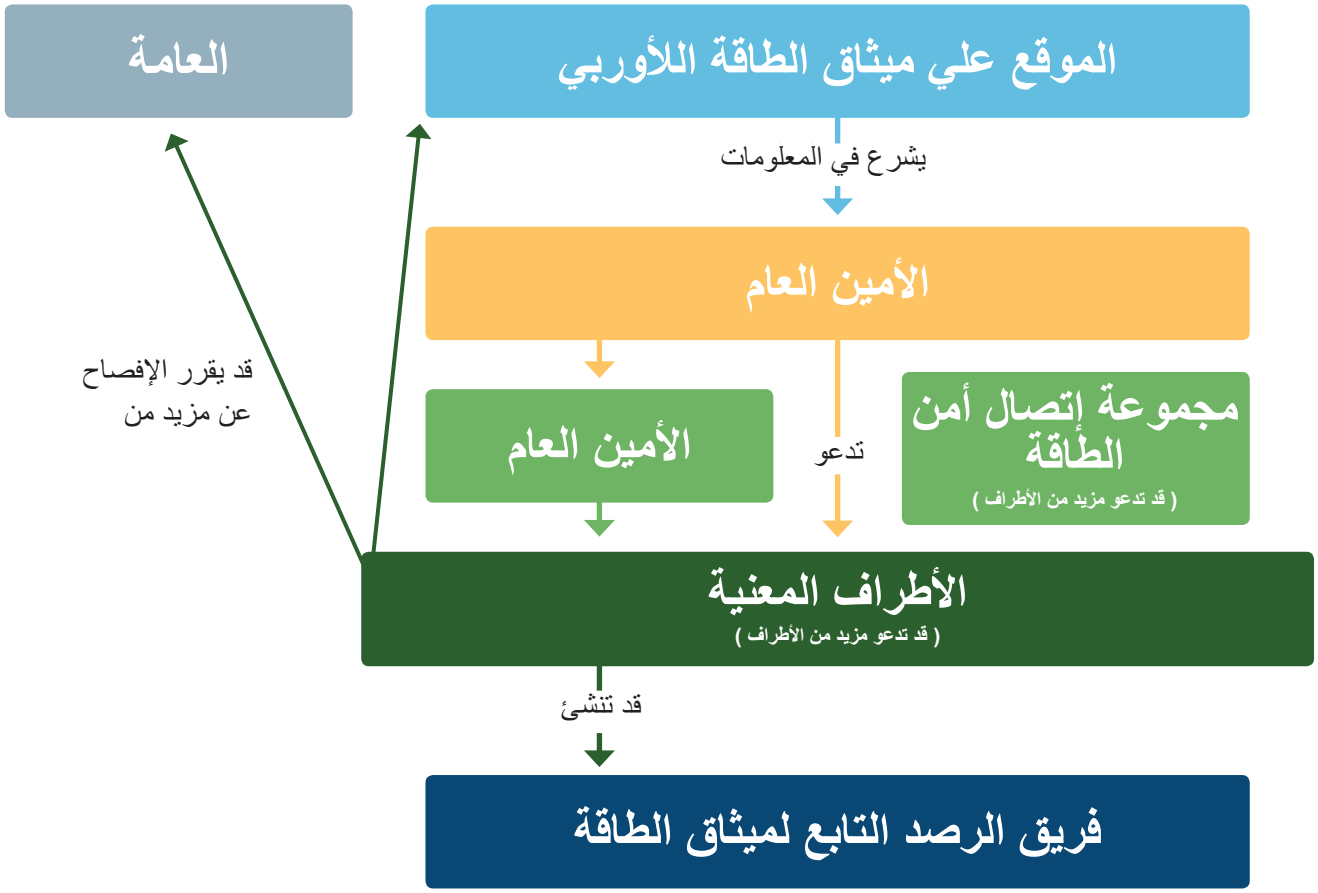 الموقع علي ميثاق الطاقة اللأوربي
العامة
يشرع في المعلومات
الأمين العام
قد يقرر الإفصاح
عن مزيد من
مجموعة إتصال أمن
الطاقة
( قد تدعو مزيد من الأطراف )
تدعو
الأمين العام
الأطراف المعنية
( قد تدعو مزيد من الأطراف )
قد تنشئ
فريق الرصد التابع لميثاق الطاقة